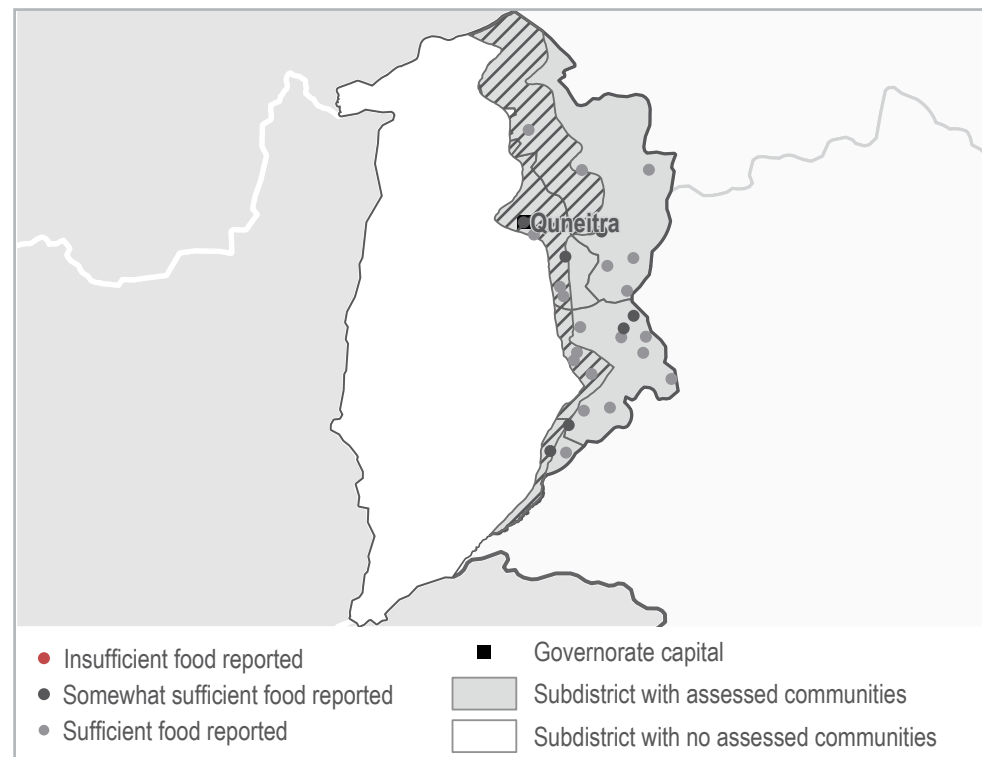 Quneitra
Insufficient food reported
Somewhat sufficient food reported
Sufficient food reported
Governorate capital
Subdistrict with assessed communities
Subdistrict with no assessed communities